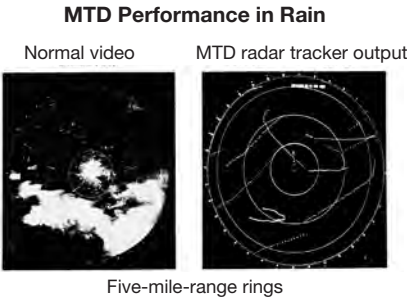 MTD Performance in Rain
Normal video
MTD radar tracker output
Five-mile-range rings